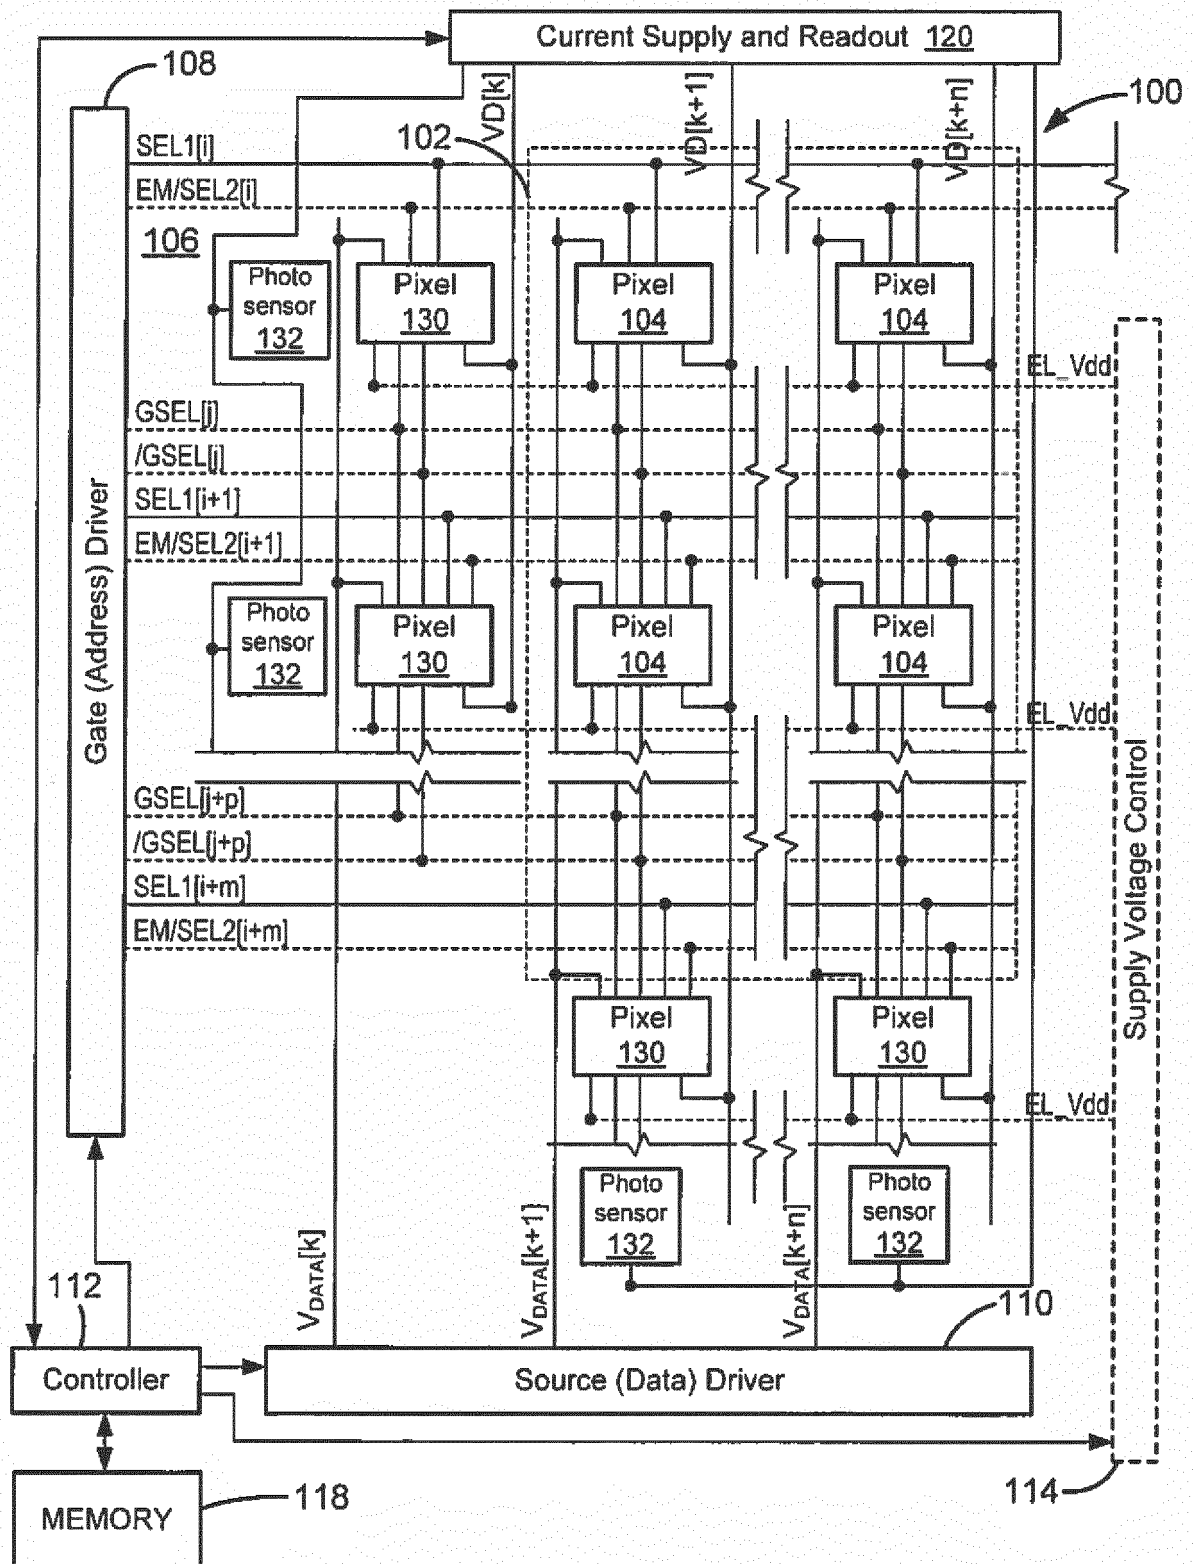 Current Supply and Readout 120
108
VD[k]
VD[k+1]
VD[k+n]
100
102
SEL1[i]
EM/SEL2[i]
106
Photo
sensor
132
Pixel
130
Pixel
104
Pixel
104
EL_Vdd
GSEL[j]
/GSEL[j]
SEL1[i+1]
EM/SEL2[i+1]
Photo
sensor
132
Pixel
130
Pixel
104
Pixel
104
EL_Vdd
Gate (Address) Driver
GSEL[j+p]
/GSEL[j+p]
SEL1[i+m]
EM/SEL2[i+m]
Supply Voltage Control
Pixel
130
Pixel
130
EL_Vdd
Photo
sensor
132
Photo
sensor
132
VDATA[k]
VDATA[k+1]
VDATA[k+n]
112
110
Controller
Source (Data) Driver
114
MEMORY
118